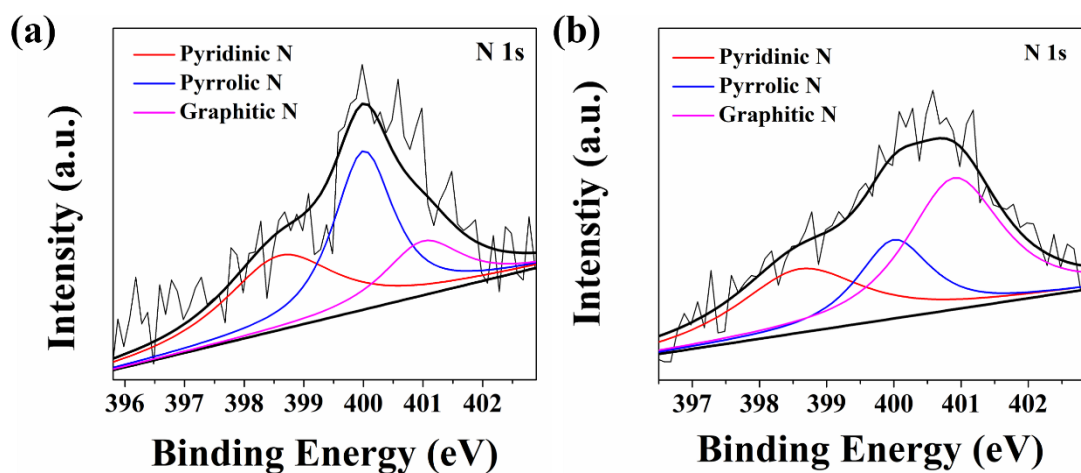 (a)
Pyridinic N
Pyrrolic N
Graphitic N
N 1s
Intensity (a.u.)
396 397 398 399 400 401 402
Binding Energy (eV)
(b)
Pyridinic N
Pyrrolic N
Graphitic N
N 1s
Intenstiy (a.u.)
397 398 399 400 401 402
Binding Energy (eV)